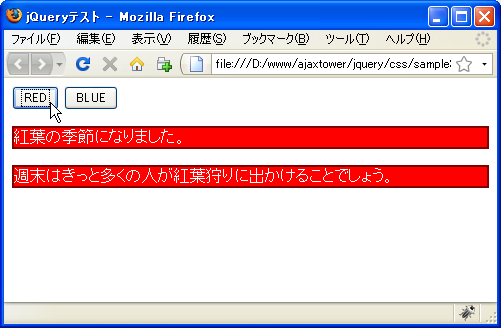 jQueryテスト - Mozilla Firefox
ファイル(F) 編集(E) 表示(V) 履歴(S) ブックマーク(B) ツール(T) ヘルプ(H)
file:///D:/www/ajaxtower/jquery/css/sample
RED BLUE
紅葉の季節になりました。
週末はきっと多くの人が紅葉狩りに出かけることでしょう。